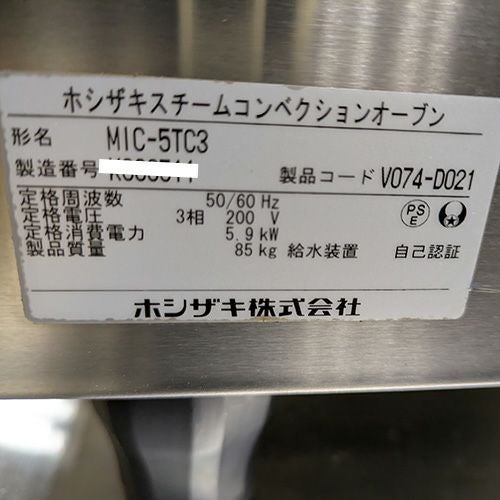 ホシザキスチームコンベクションオーブン
形名 MIC-5TC3
製造番号
製品コード V074-D021
定格周波数 50/60 Hz
定格電圧 3相 200 V
定格消費電力 5.9 kW
製品質量 85 kg 給水装置 自己認証
PS
E
ホシザキ株式会社